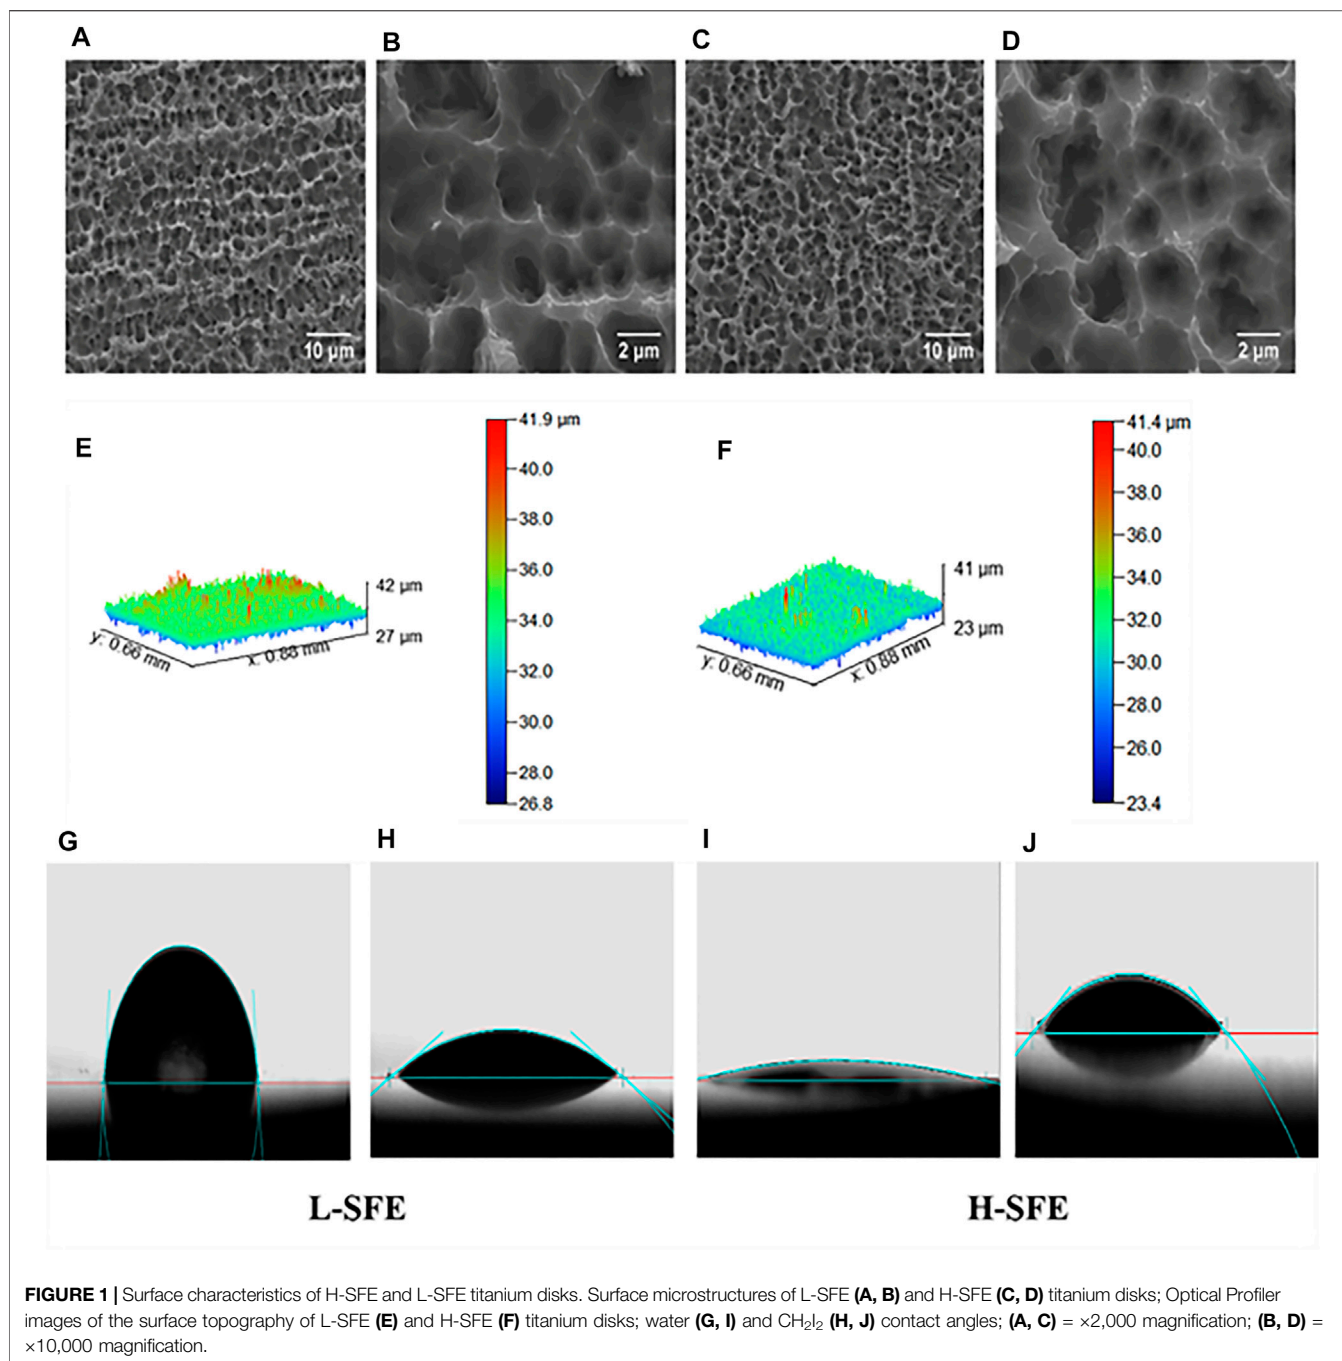 A
B
C
D
10 μm
2 μm
10 μm
2 μm
E
41.9 μm
40.0
38.0
36.0
34.0
32.0
30.0
28.0
26.8
42 μm
27 μm
y: 0.66 mm
x: 0.88 mm
F
41.4 μm
40.0
38.0
36.0
34.0
32.0
30.0
28.0
26.0
23.4
41 μm
23 μm
y: 0.66 mm
x: 0.88 mm
G
H
I
J
L-SFE
H-SFE
FIGURE 1 | Surface characteristics of H-SFE and L-SFE titanium disks. Surface microstructures of L-SFE (A, B) and H-SFE (C, D) titanium disks; Optical Profiler
images of the surface topography of L-SFE (E) and H-SFE (F) titanium disks; water (G, I) and CH₂I₂ (H, J) contact angles; (A, C) = ×2,000 magnification; (B, D) =
×10,000 magnification.